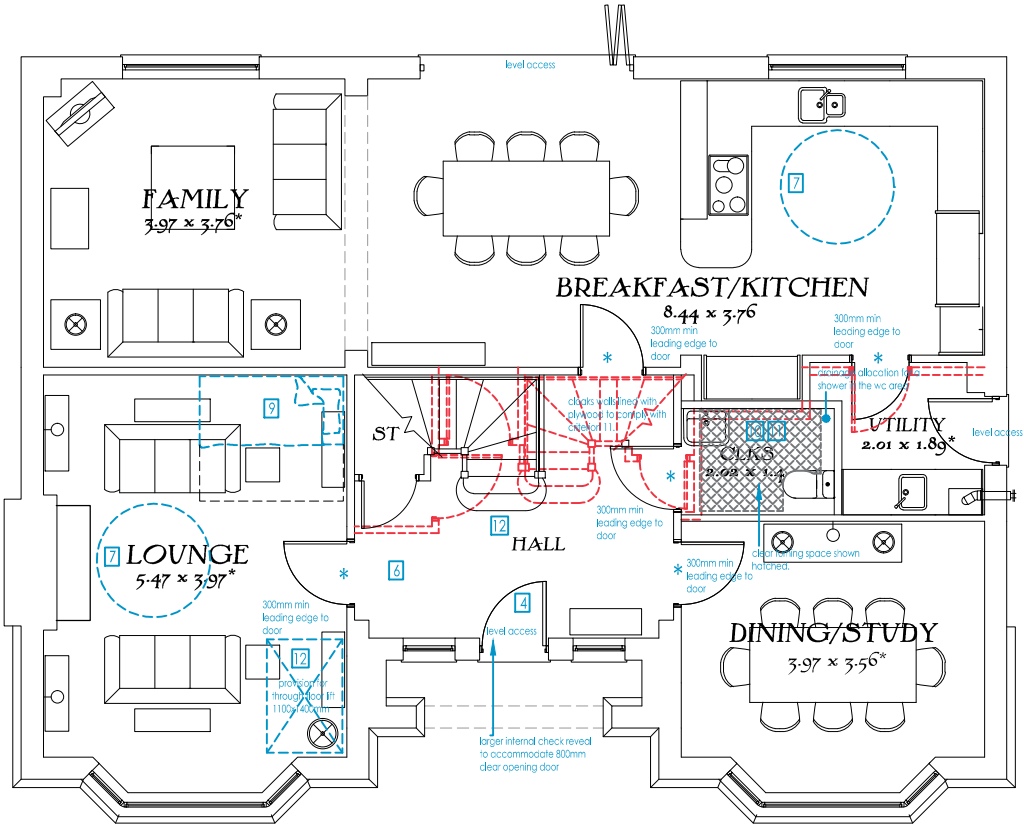 level access
7
FAMILY
3.97 x 3.76*
BREAKFAST/KITCHEN
8.44 x 3.76
300mm min
leading edge to
door
300mm min
leading edge to
door
*
*
drainage allocation for a
shower in the wc area
9
cloaks walls lined with
plywood to comply with
criterion 11.
ST
UTILITY
2.01 x 1.89*
level access
CLKS
2.02 x 1.4
*
300mm min
leading edge to
door
12
HALL
clear turning space shown
hatched.
7
LOUNGE
5.47 x 3.97*
*
6
*
300mm min
leading edge to
door
300mm min
leading edge to
door
4
level access
DINING/STUDY
3.97 x 3.56*
12
provision for
through floor lift
1100x1400mm
larger internal check reveal
to accommodate 800mm
clear opening door